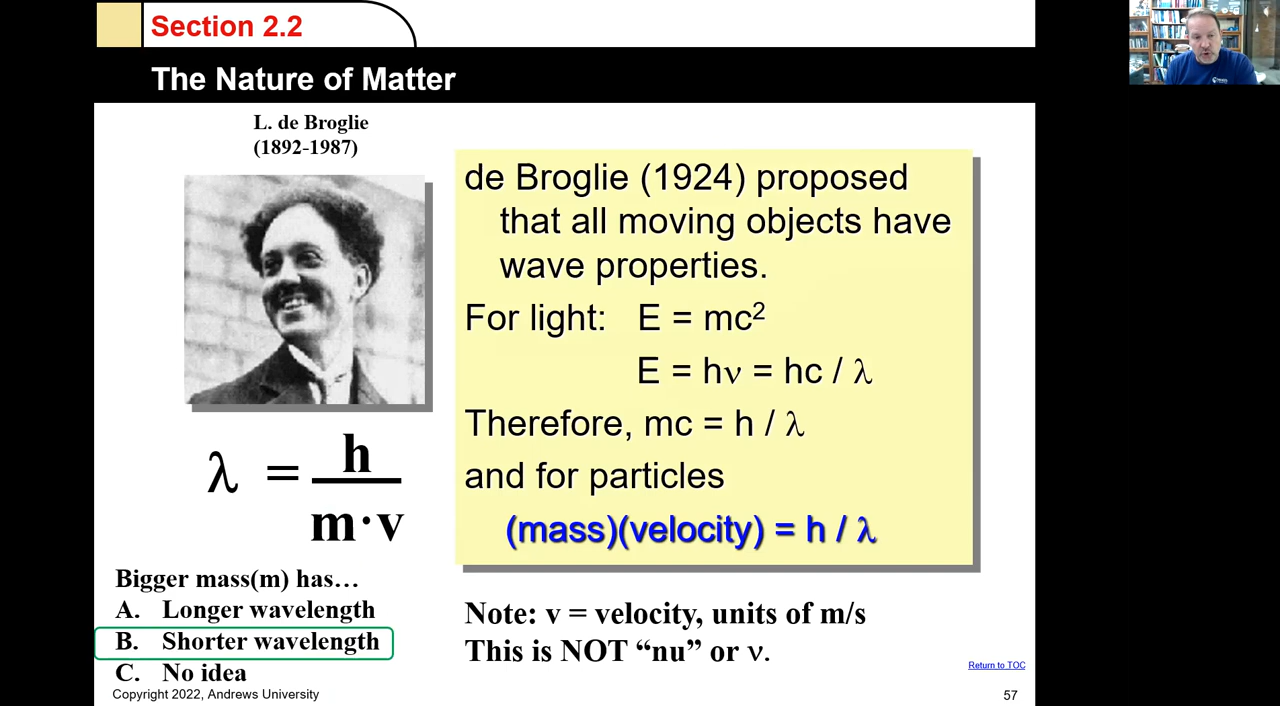 Section 2.2
The Nature of Matter
L. de Broglie
(1892-1987)
λ = h
m·v
Bigger mass(m) has…
A. Longer wavelength
B. Shorter wavelength
C. No idea
de Broglie (1924) proposed
that all moving objects have
wave properties.
For light: E = mc²
E = hν = hc / λ
Therefore, mc = h / λ
and for particles
(mass)(velocity) = h / λ
Note: v = velocity, units of m/s
This is NOT “nu” or ν.
Return to TOC
Copyright 2022, Andrews University
57